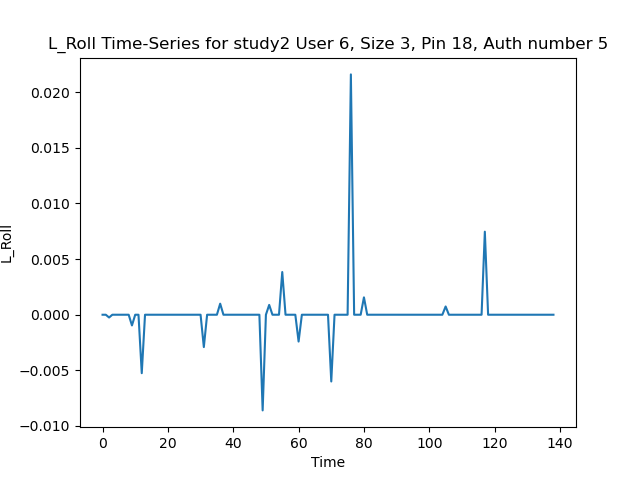 L_Roll Time-Series for study2 User 6, Size 3, Pin 18, Auth number 5
0.020
0.015
0.010
0.005
0.000
−0.005
−0.010
L_Roll
0 20 40 60 80 100 120 140
Time